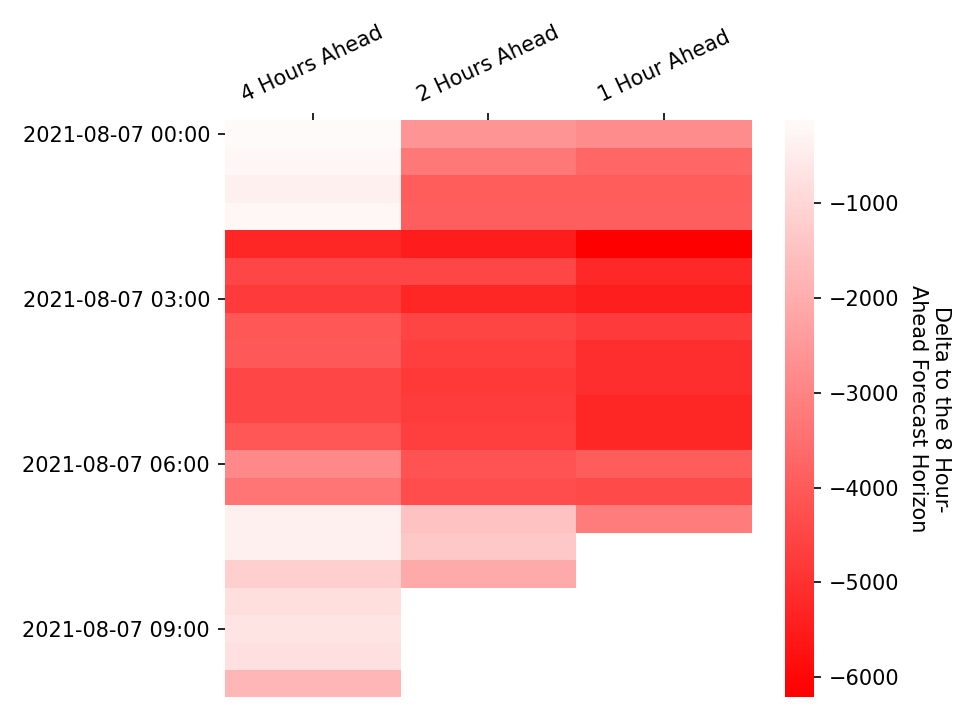 4 Hours Ahead
2 Hours Ahead
1 Hour Ahead
2021-08-07 00:00
2021-08-07 03:00
2021-08-07 06:00
2021-08-07 09:00
−1000
−2000
−3000
−4000
−5000
−6000
Delta to the 8 Hour-
Ahead Forecast Horizon